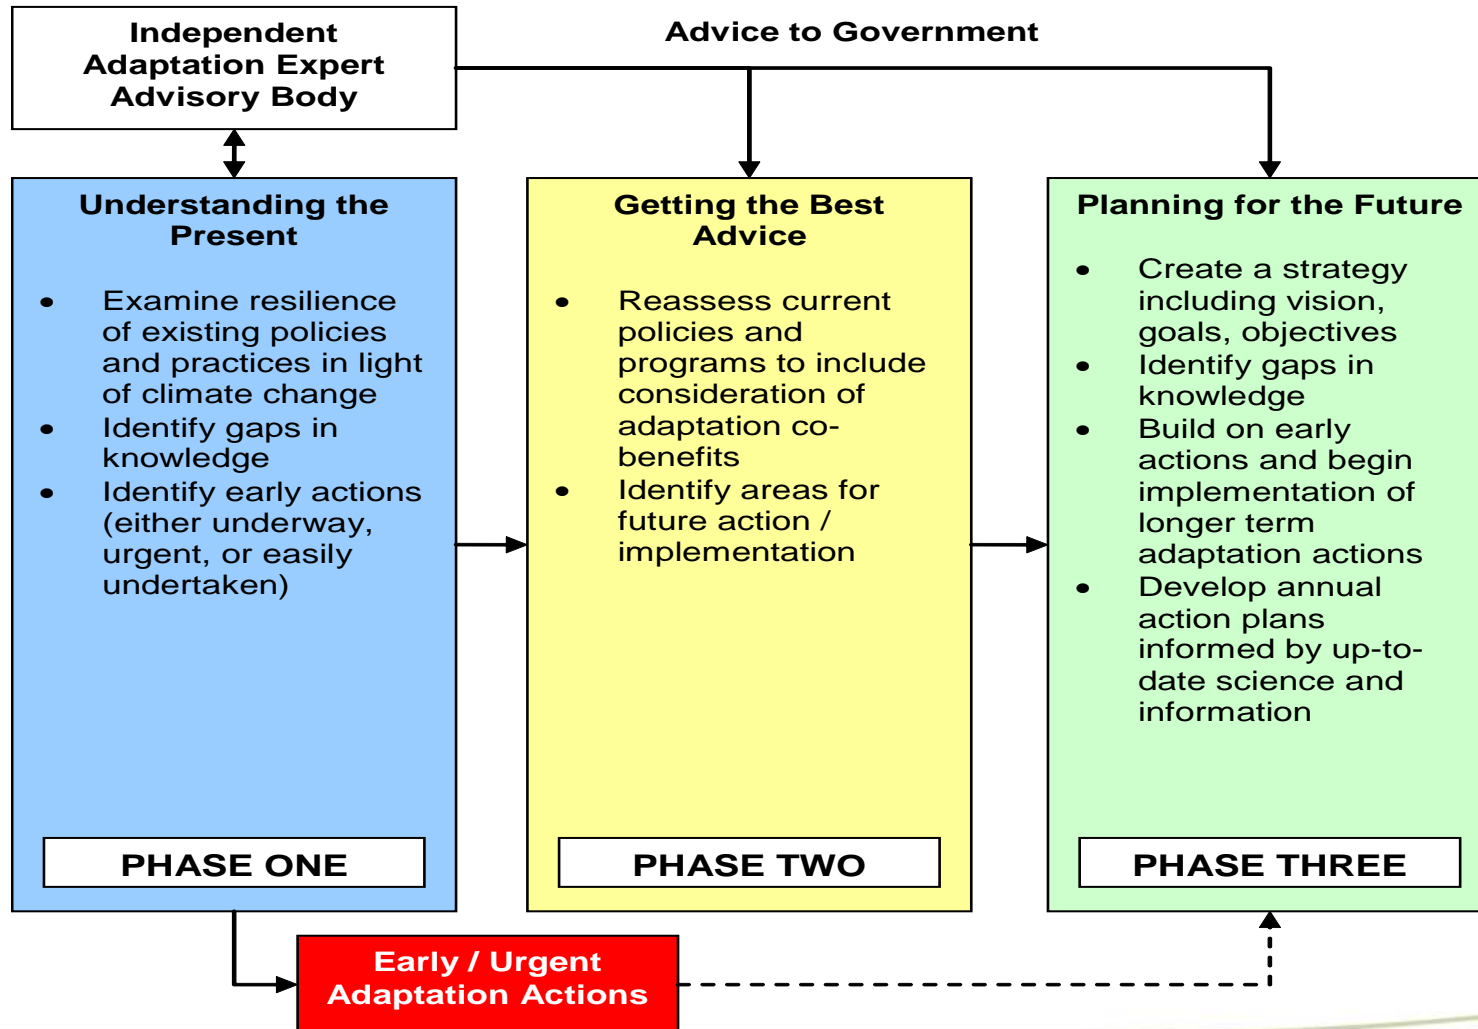 Independent
Adaptation Expert
Advisory Body
Advice to Government
Understanding the
Present
• Examine resilience
of existing policies
and practices in light
of climate change
• Identify gaps in
knowledge
• Identify early actions
(either underway,
urgent, or easily
undertaken)
PHASE ONE
Getting the Best
Advice
• Reassess current
policies and
programs to include
consideration of
adaptation co-
benefits
• Identify areas for
future action /
implementation
PHASE TWO
Planning for the Future
• Create a strategy
including vision,
goals, objectives
• Identify gaps in
knowledge
• Build on early
actions and begin
implementation of
longer term
adaptation actions
• Develop annual
action plans
informed by up-to-
date science and
information
PHASE THREE
Early / Urgent
Adaptation Actions